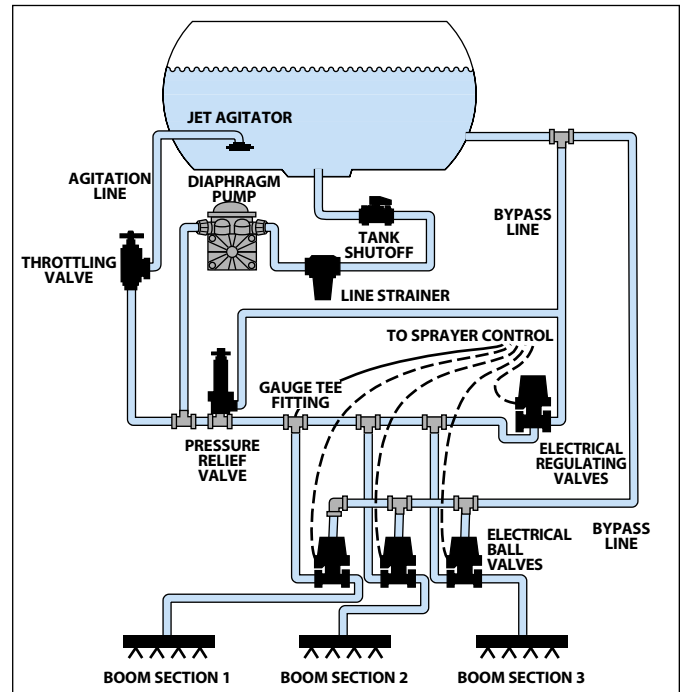 JET AGITATOR
AGITATION
LINE
DIAPHRAGM
PUMP
BYPASS
LINE
TANK
SHUTOFF
THROTTLING
VALVE
LINE STRAINER
TO SPRAYER CONTROL
GAUGE TEE
FITTING
PRESSURE
RELIEF
VALVE
ELECTRICAL
REGULATING
VALVES
ELECTRICAL
BALL
VALVES
BYPASS
LINE
BOOM SECTION 1
BOOM SECTION 2
BOOM SECTION 3